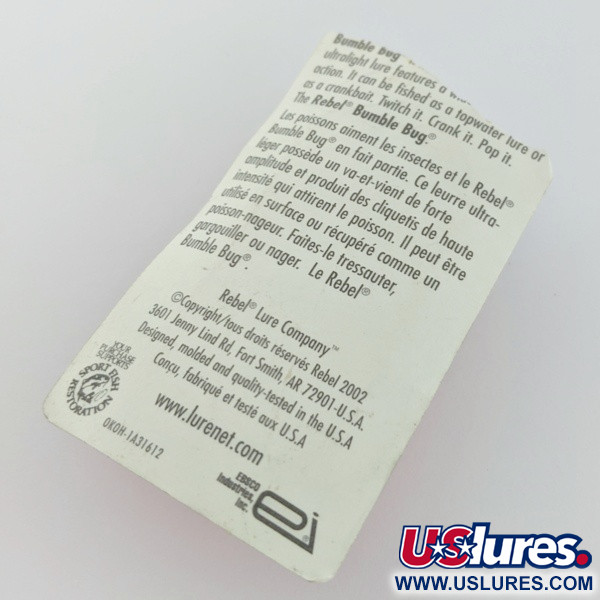 Bumble Bug
ultralight lure features a
action. It can be fished as a topwater lure or
as a crankbait. Twitch it. Crank it. Pop it.
The Rebel® Bumble Bug®.
Les poissons aiment les insectes et le Rebel®
Bumble Bug® en fait partie. Ce leurre ultra-
léger possède un va-et-vient de forte
amplitude et produit des cliquetis de haute
intensité qui attirent le poisson. Il peut être
utilisé en surface ou récupéré comme un
poisson-nageur. Faites-le tressauter,
gargouiller ou nager. Le Rebel®
Bumble Bug®.
Rebel® Lure Company™
©Copyright/tous droits réservés Rebel 2002
3601 Jenny Lind Rd, Fort Smith, AR 72901-U.S.A.
Designed, molded and quality-tested in the U.S.A
Conçu, fabriqué et testé aux U.S.A
www.lurenet.com
YOUR
PURCHASE
SUPPORTS
SPORT FISH
RESTORATION
OKOH-1A31612
EBSCO
Industries,
Inc.
ei®
USlures.
WWW.USLURES.COM